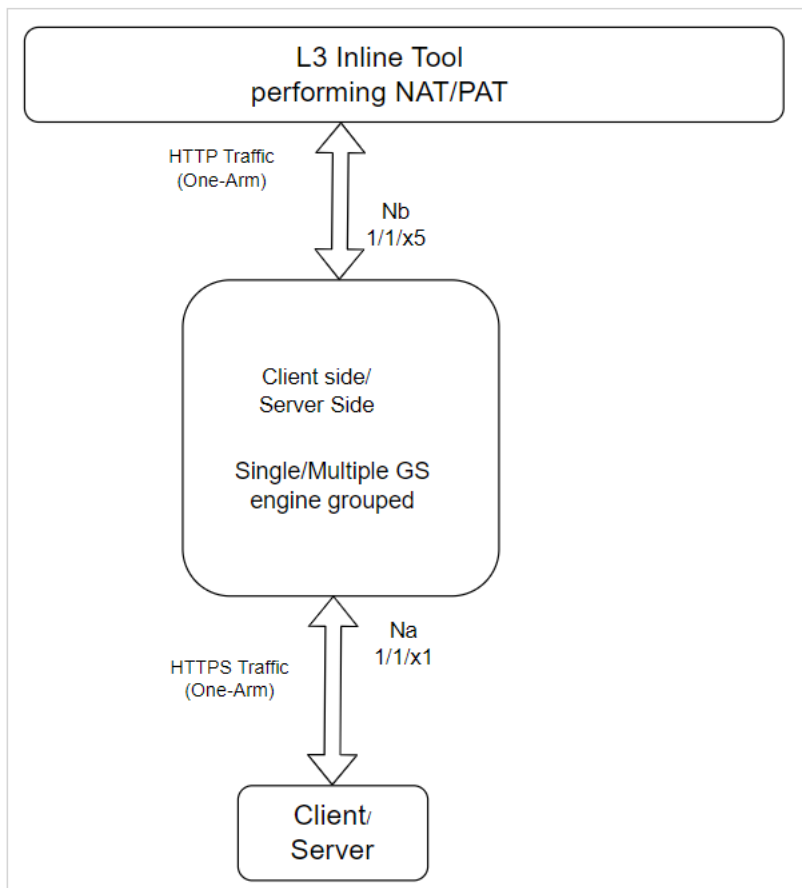 L3 Inline Tool
performing NAT/PAT
HTTP Traffic
(One-Arm)
Nb
1/1/x5
Client side/
Server Side
Single/Multiple GS
engine grouped
Na
1/1/x1
HTTPS Traffic
(One-Arm)
Client/
Server